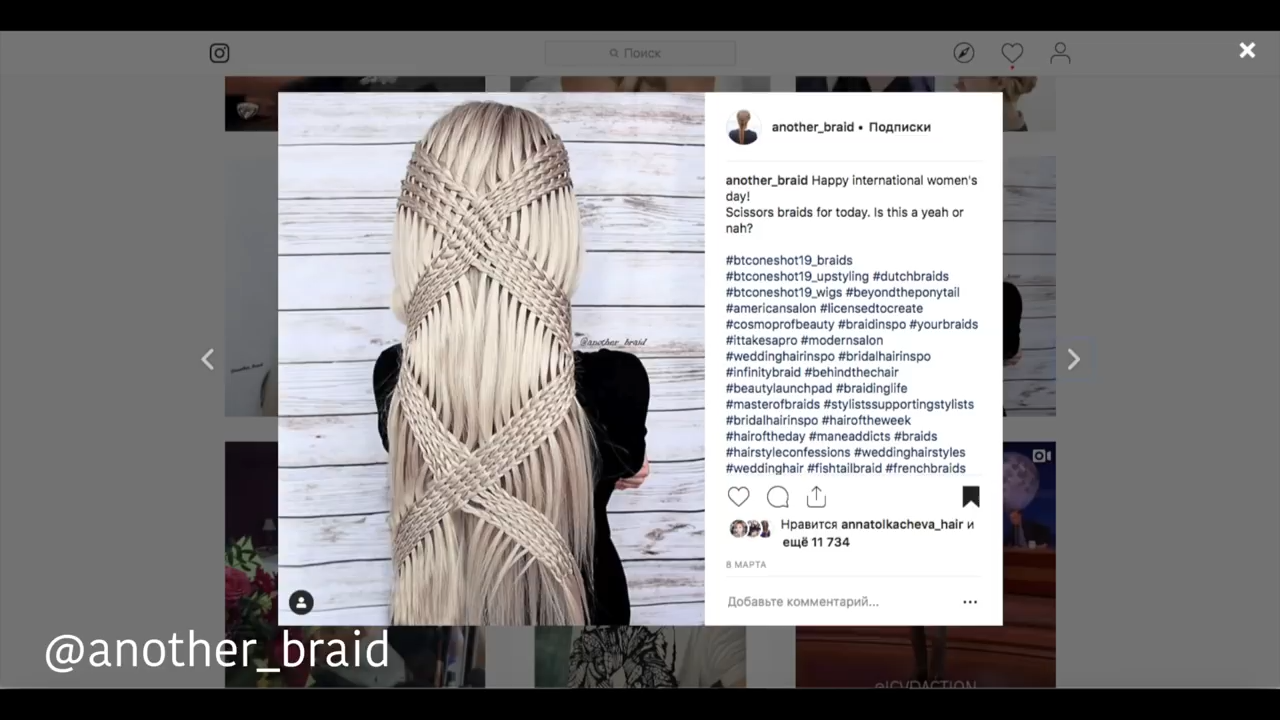 Поиск
another_braid • Подписки
another_braid Happy international women's
day!
Scissors braids for today. Is this a yeah or
nah?
#btconeshot19_braids
#btconeshot19_upstyling #dutchbraids
#btconeshot19_wigs #beyondtheponytail
#americansalon #licensedtocreate
#cosmoprofbeauty #braidinspo #yourbraids
#ittakesapro #modernsalon
#weddinghairinspo #bridalhairinspo
#infinitybraid #behindthechair
#beautylaunchpad #braidinglife
#masterofbraids #stylistssupportingstylists
#bridalhairinspo #hairoftheweek
#hairoftheday #maneaddicts #braids
#hairstyleconfessions #weddinghairstyles
#weddinghair #fishtailbraid #frenchbraids
@another_braid
Нравится annatolkacheva_hair и
ещё 11 734
8 МАРТА
Добавьте комментарий...
@another_braid